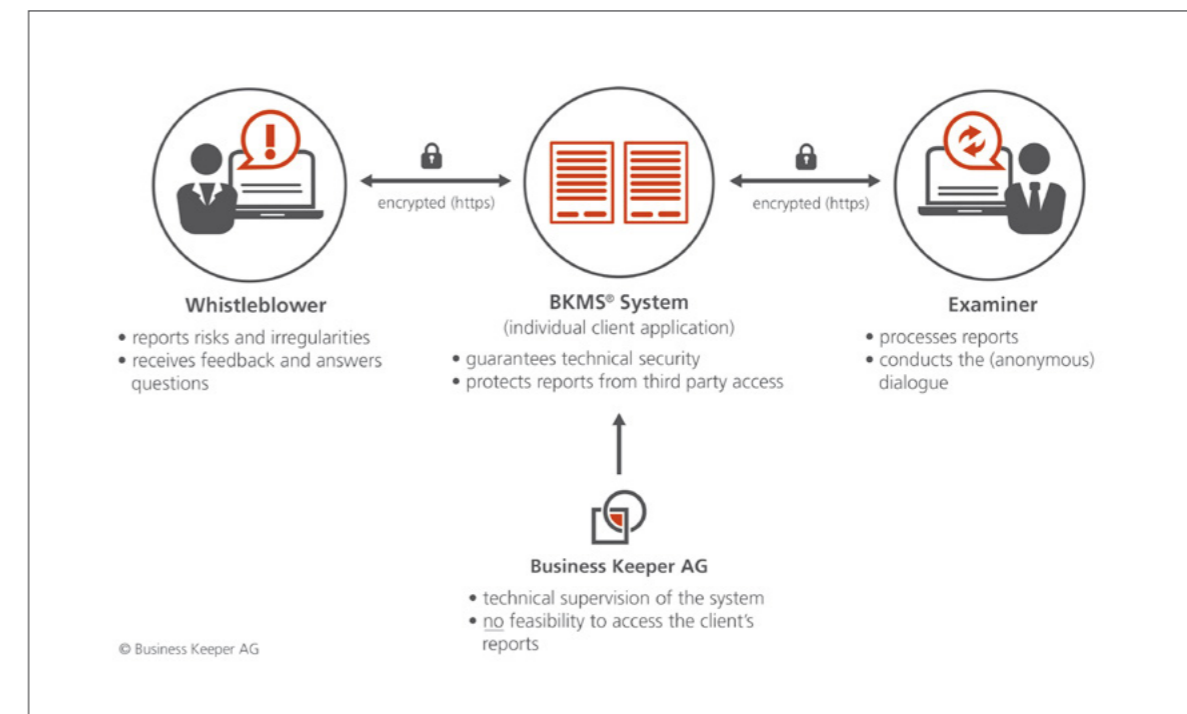 encrypted (https)
encrypted (https)
Whistleblower
• reports risks and irregularities
• receives feedback and answers
questions
BKMS® System
(individual client application)
• guarantees technical security
• protects reports from third party access
Examiner
• processes reports
• conducts the (anonymous)
dialogue
Business Keeper AG
• technical supervision of the system
• no feasibility to access the client's
reports
© Business Keeper AG